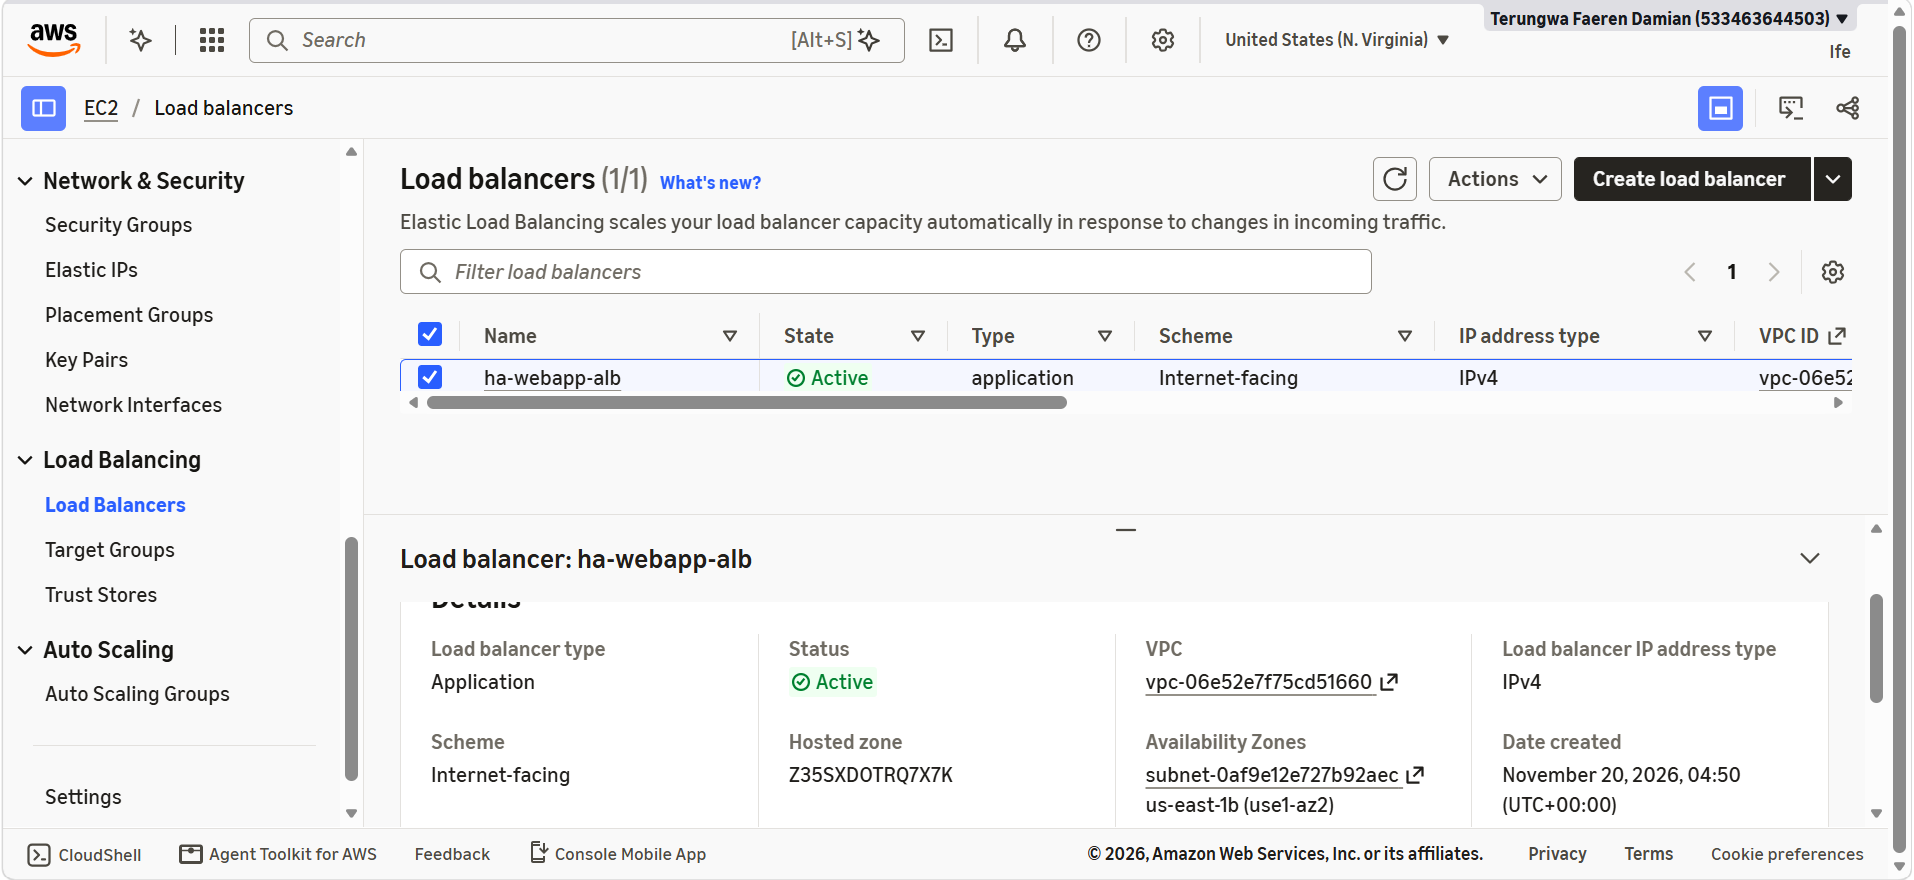 aws
Search [Alt+S]
United States (N. Virginia)
Terungwa Faeren Damian (533463644503)
Ife
EC2 / Load balancers
Network & Security
Security Groups
Elastic IPs
Placement Groups
Key Pairs
Network Interfaces
Load Balancing
Load Balancers
Target Groups
Trust Stores
Auto Scaling
Auto Scaling Groups
Settings
Load balancers (1/1) What's new?
Actions
Create load balancer
Elastic Load Balancing scales your load balancer capacity automatically in response to changes in incoming traffic.
Filter load balancers
1
Name State Type Scheme IP address type VPC ID
ha-webapp-alb Active application Internet-facing IPv4 vpc-06e52
Load balancer: ha-webapp-alb
Details
Load balancer type
Application
Status
Active
VPC
vpc-06e52e7f75cd51660
Load balancer IP address type
IPv4
Scheme
Internet-facing
Hosted zone
Z35SXDOTRQ7X7K
Availability Zones
subnet-0af9e12e727b92aec
us-east-1b (use1-az2)
Date created
November 20, 2026, 04:50
(UTC+00:00)
CloudShell Agent Toolkit for AWS Feedback Console Mobile App
© 2026, Amazon Web Services, Inc. or its affiliates. Privacy Terms Cookie preferences